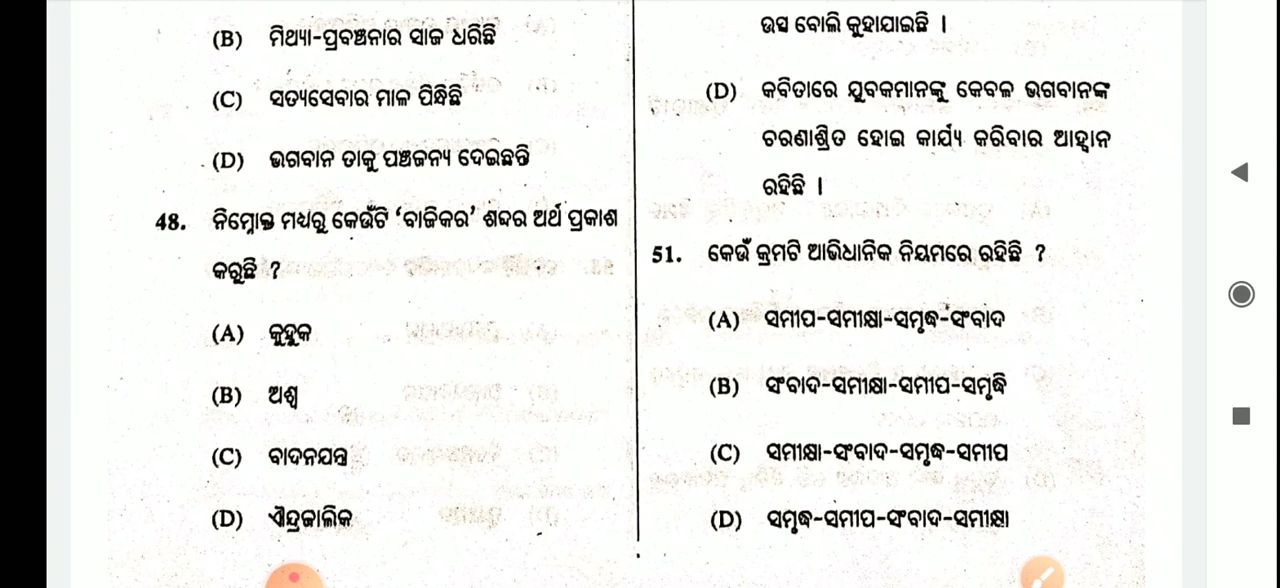 (B) ମିଥ୍ୟା-ପ୍ରବଞ୍ଚନାର ସାଜ ଧରିଛି
(C) ସତ୍ୟସେବାର ମାଳ ପିନ୍ଧିଛି
(D) ଭଗବାନ ତାକୁ ପଞ୍ଚଜନ୍ୟ ଦେଇଛନ୍ତି
48. ନିମ୍ନୋକ୍ତ ମଧ୍ୟରୁ କେଉଁଟି ‘ବାଜିକର’ ଶବ୍ଦର ଅର୍ଥ ପ୍ରକାଶ
କରୁଛି ?
(A) କୁହୁକ
(B) ଅଶ୍ୱ
(C) ବାଦନଯନ୍ତ୍ର
(D) ଐନ୍ଦ୍ରଜାଲିକ
ଉତ୍ସ ବୋଲି କୁହାଯାଇଛି ।
(D) କବିତାରେ ଯୁବକମାନଙ୍କୁ କେବଳ ଭଗବାନଙ୍କ
ଚରଣାଶ୍ରିତ ହୋଇ କାର୍ଯ୍ୟ କରିବାର ଆହ୍ୱାନ
ରହିଛି ।
51. କେଉଁ କ୍ରମଟି ଆଭିଧାନିକ ନିୟମରେ ରହିଛି ?
(A) ସମୀପ-ସମୀକ୍ଷା-ସମୃଦ୍ଧ-ସଂବାଦ
(B) ସଂବାଦ-ସମୀକ୍ଷା-ସମୀପ-ସମୃଦ୍ଧି
(C) ସମୀକ୍ଷା-ସଂବାଦ-ସମୃଦ୍ଧ-ସମୀପ
(D) ସମୃଦ୍ଧ-ସମୀପ-ସଂବାଦ-ସମୀକ୍ଷା